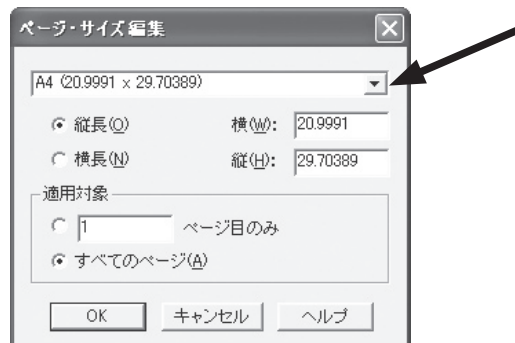 ページ・サイズ編集
A4 (20.9991 x 29.70389)
縦長(O) 横(W): 20.9991
横長(N) 縦(H): 29.70389
適用対象
1 ページ目のみ
すべてのページ(A)
OK キャンセル ヘルプ